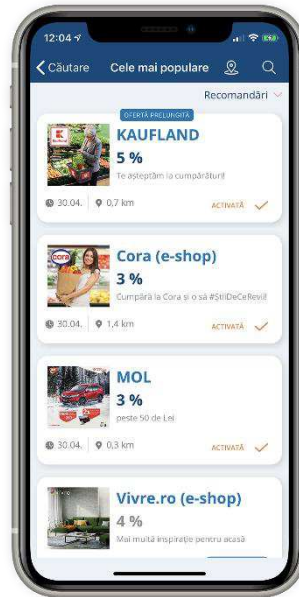 12:04
Căutare
Cele mai populare
Recomandări
OFERTĂ PRELUNGITĂ
KAUFLAND
5 %
Te așteptăm la cumpărături!
30.04.
0,7 km
ACTIVATĂ
cora
Cora (e-shop)
3 %
Cumpără la Cora și o să #ȘtiiDeCeRevii!
30.04.
1,4 km
ACTIVATĂ
MOL
3 %
peste 50 de Lei
30.04.
0,3 km
ACTIVATĂ
Vivre.ro (e-shop)
4 %
Mai multă inspirație pentru acasă